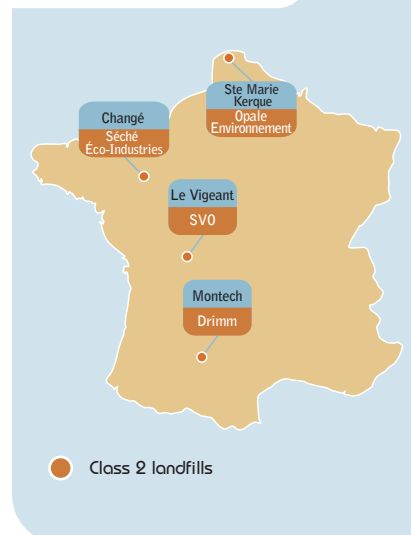 Ste Marie
Kerque
Opale
Environnement
Changé
Séché
Éco-Industries
Le Vigeant
SVO
Montech
Drimm
Class 2 landfills